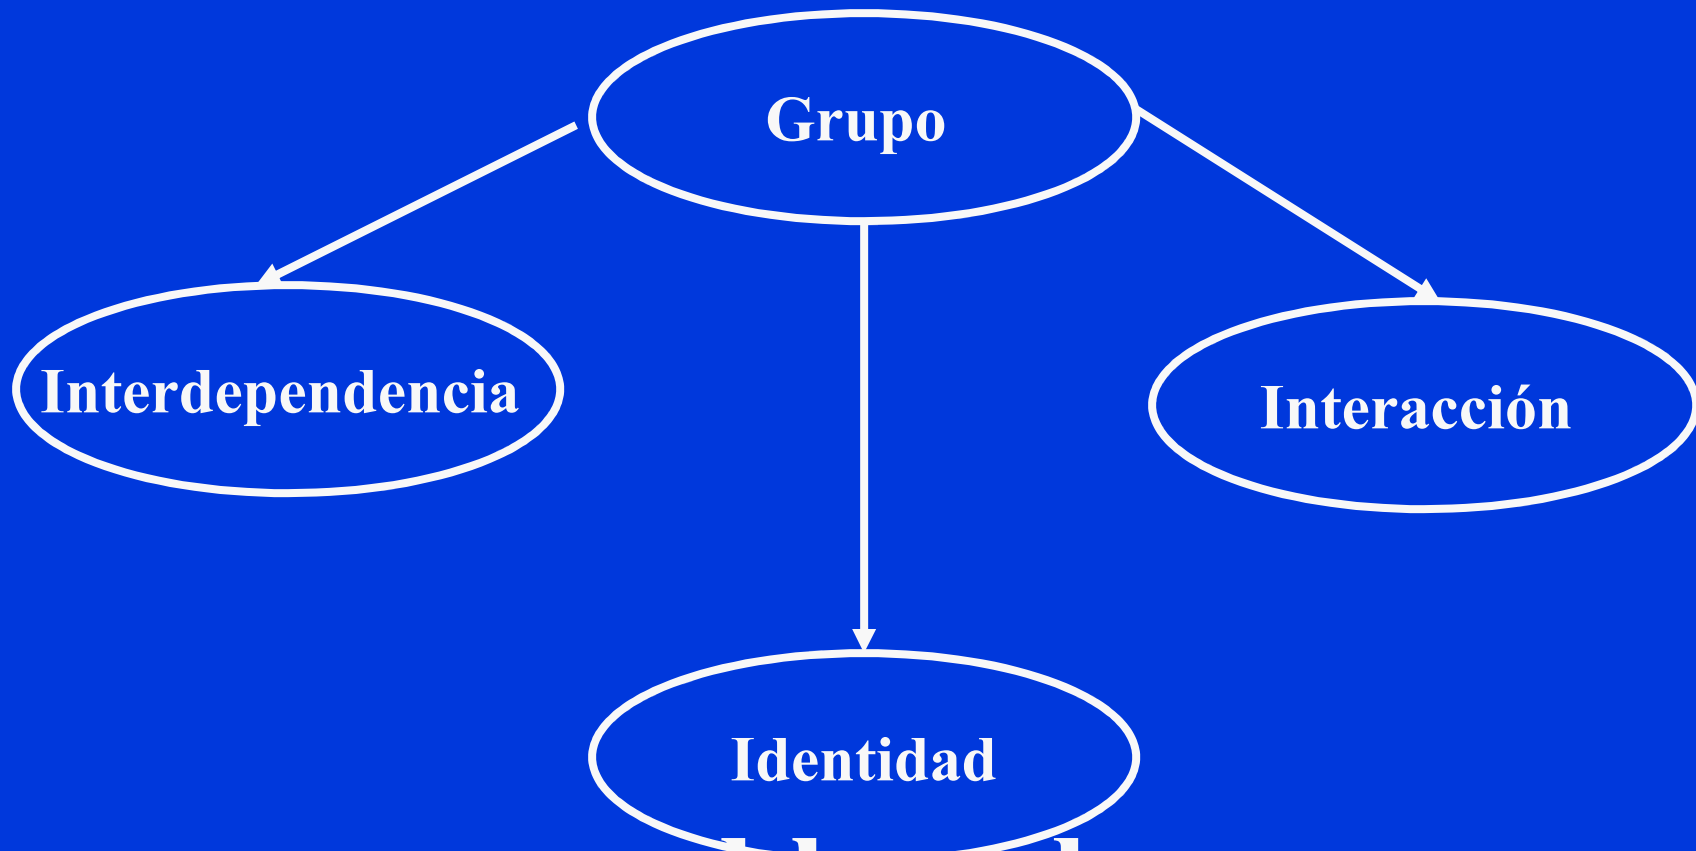 Grupo
Interdependencia
Interacción
Identidad